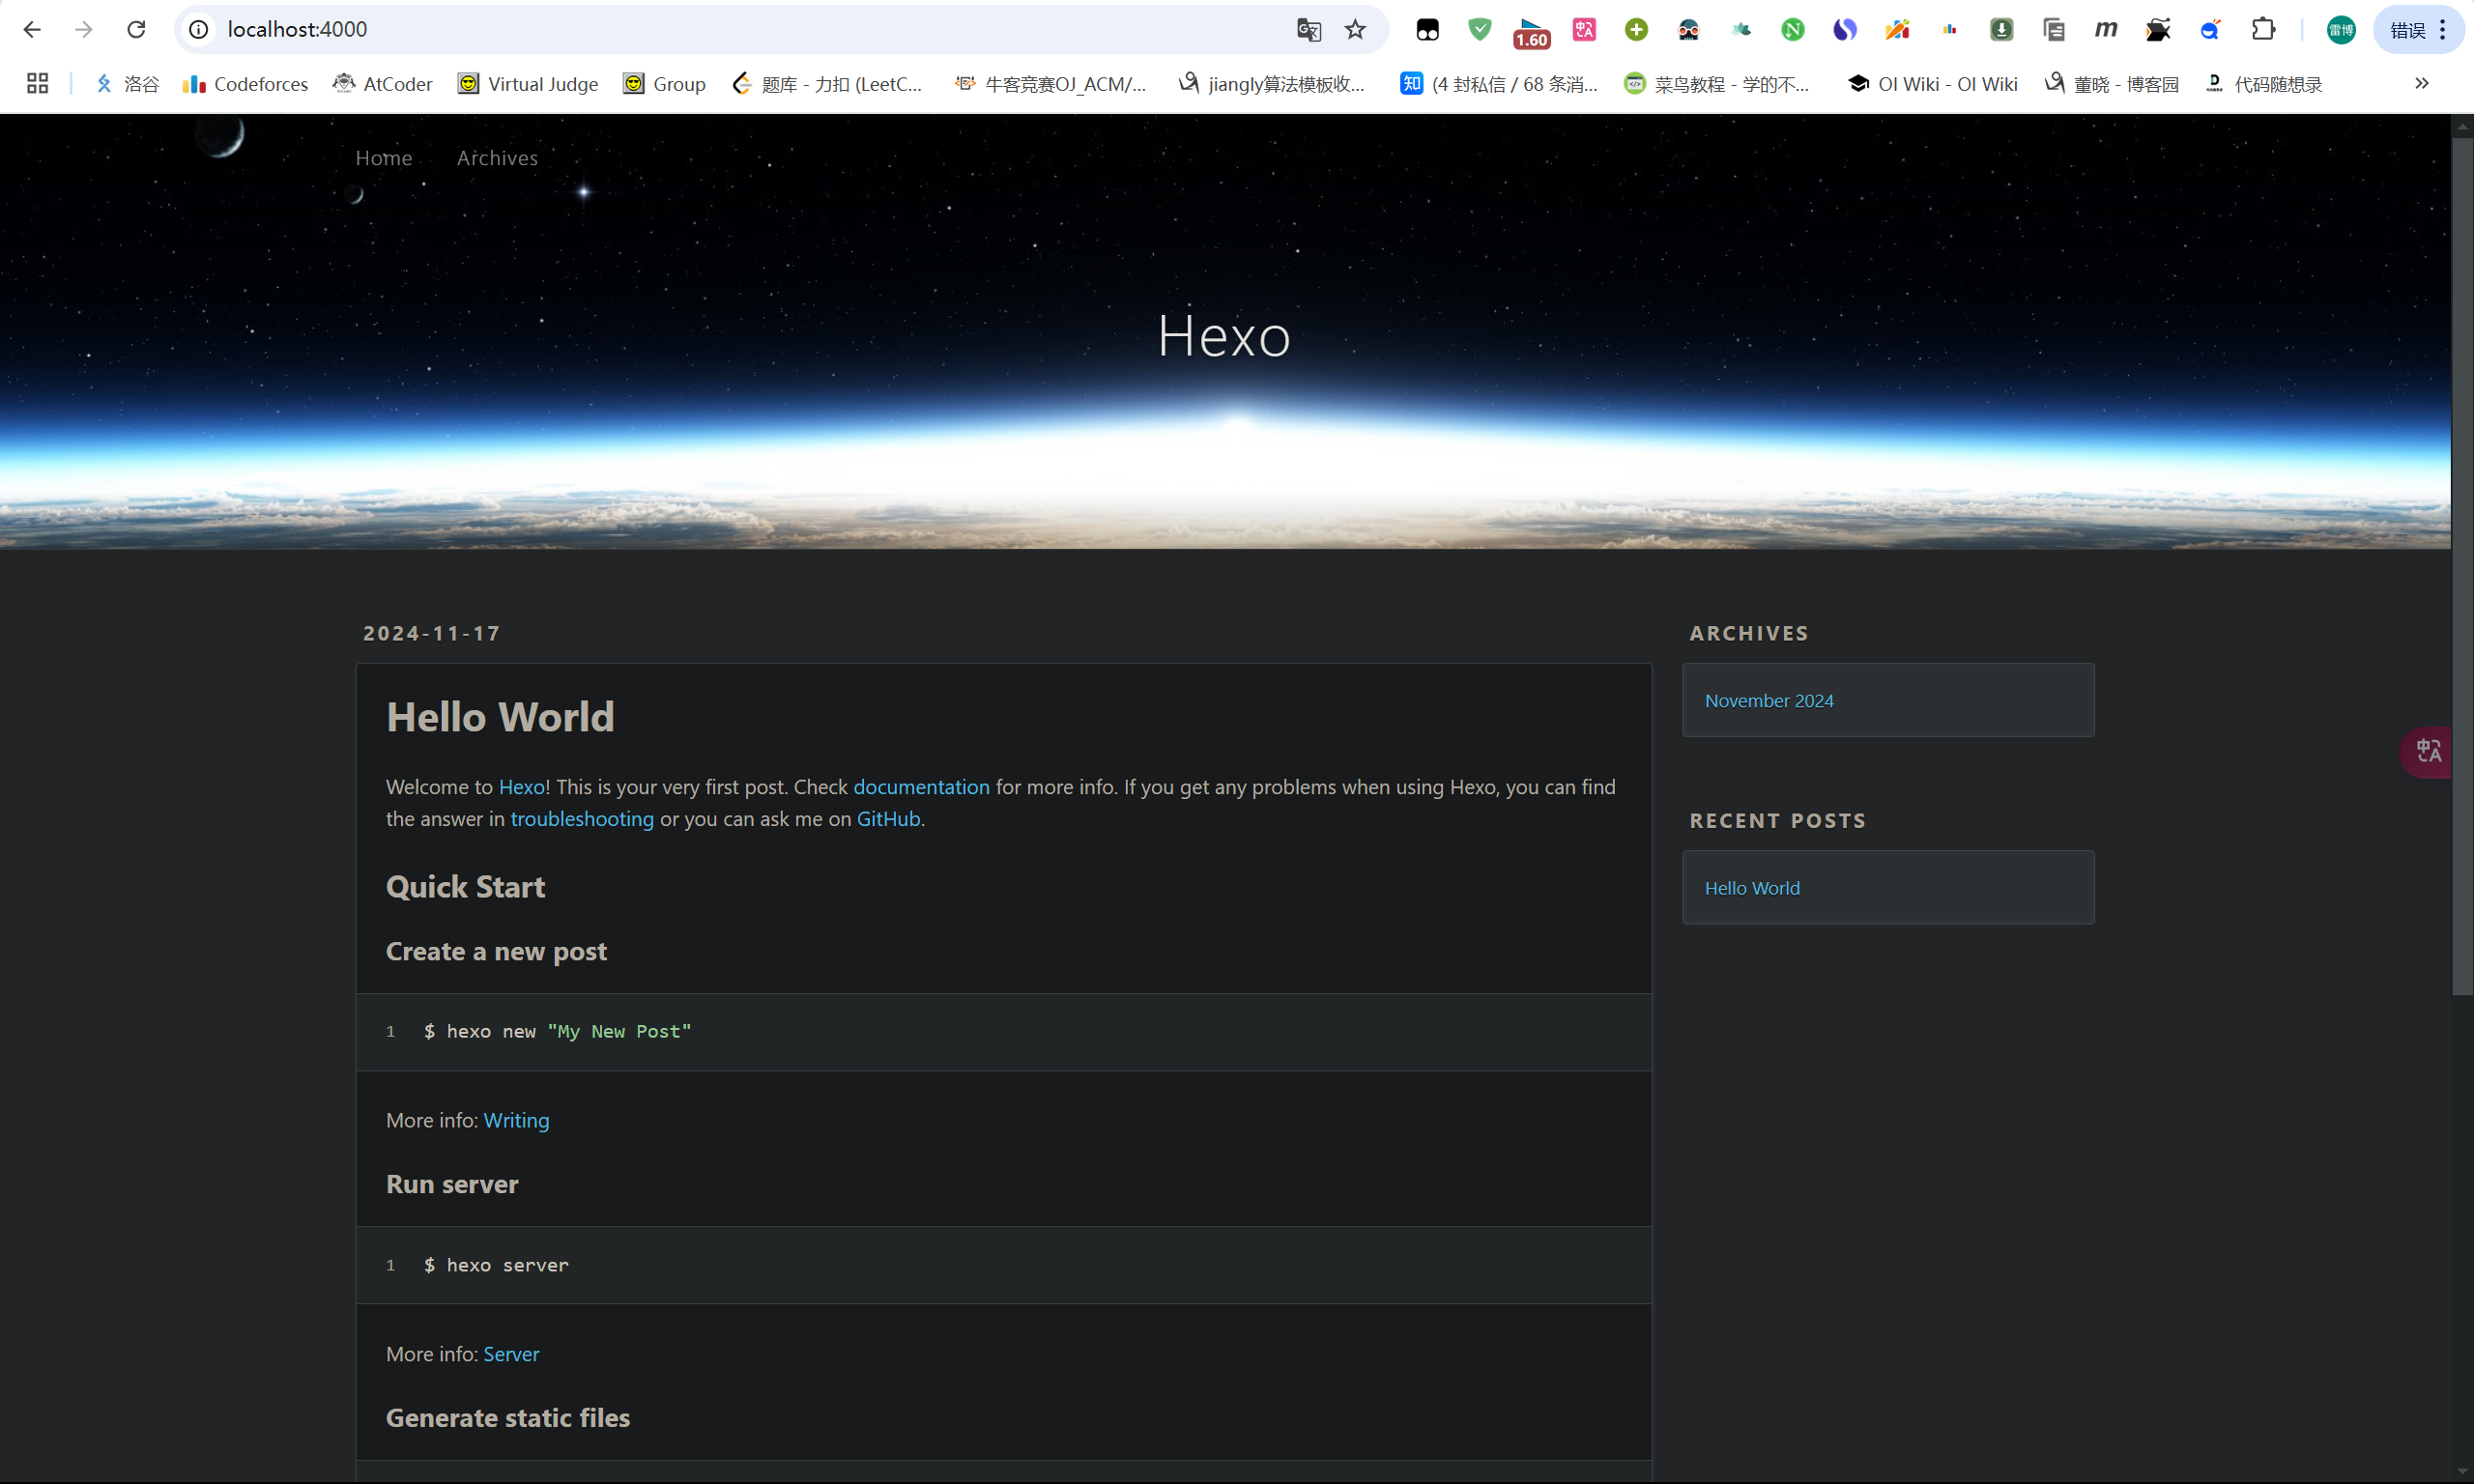 localhost:4000
1.60
错误
洛谷
Codeforces
AtCoder
Virtual Judge
Group
题库 - 力扣 (LeetC...
牛客竞赛OJ_ACM/...
jiangly算法模板收...
(4 封私信 / 68 条消...
菜鸟教程 - 学的不...
OI Wiki - OI Wiki
董晓 - 博客园
代码随想录
Home
Archives
Hexo
2024-11-17
Hello World
Welcome to Hexo! This is your very first post. Check documentation for more info. If you get any problems when using Hexo, you can find
the answer in troubleshooting or you can ask me on GitHub.
Quick Start
Create a new post
1 $ hexo new "My New Post"
More info: Writing
Run server
1 $ hexo server
More info: Server
Generate static files
ARCHIVES
November 2024
RECENT POSTS
Hello World